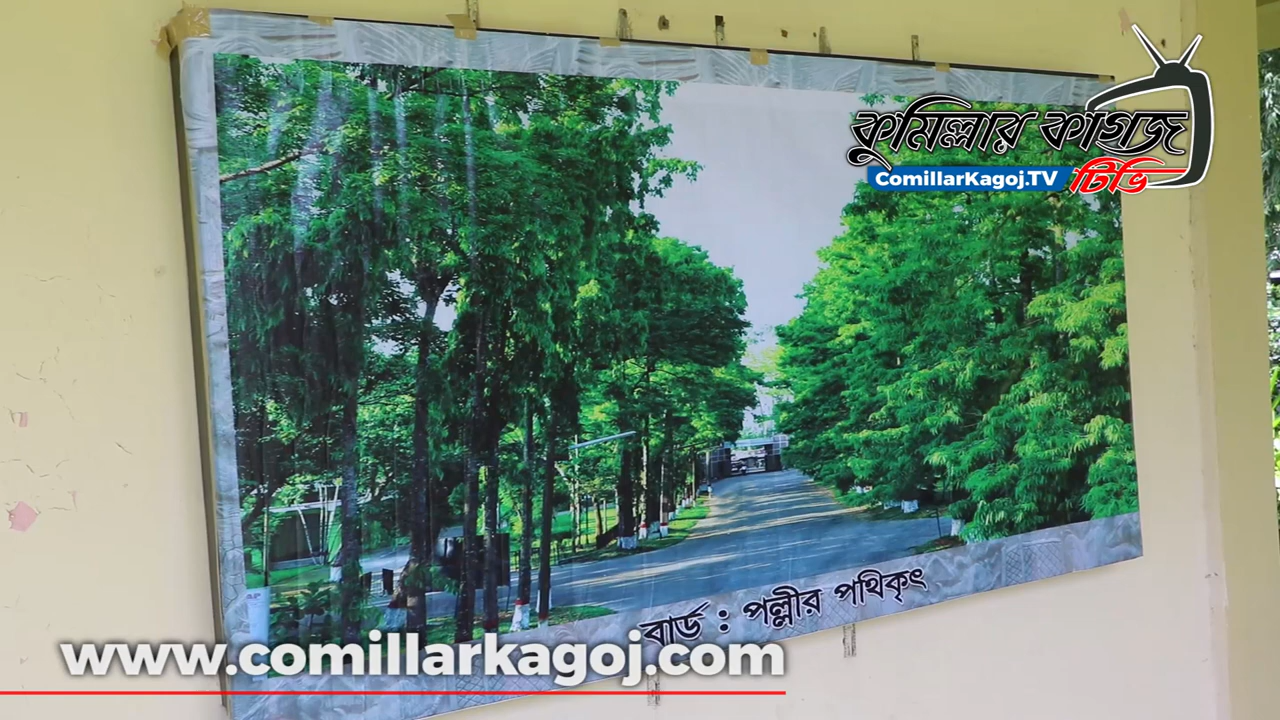 কুমিল্লার কাগজ
ComillarKagoj.TV টিভি
বার্ড : পল্লীর পথিকৃৎ
www.comillarkagoj.com